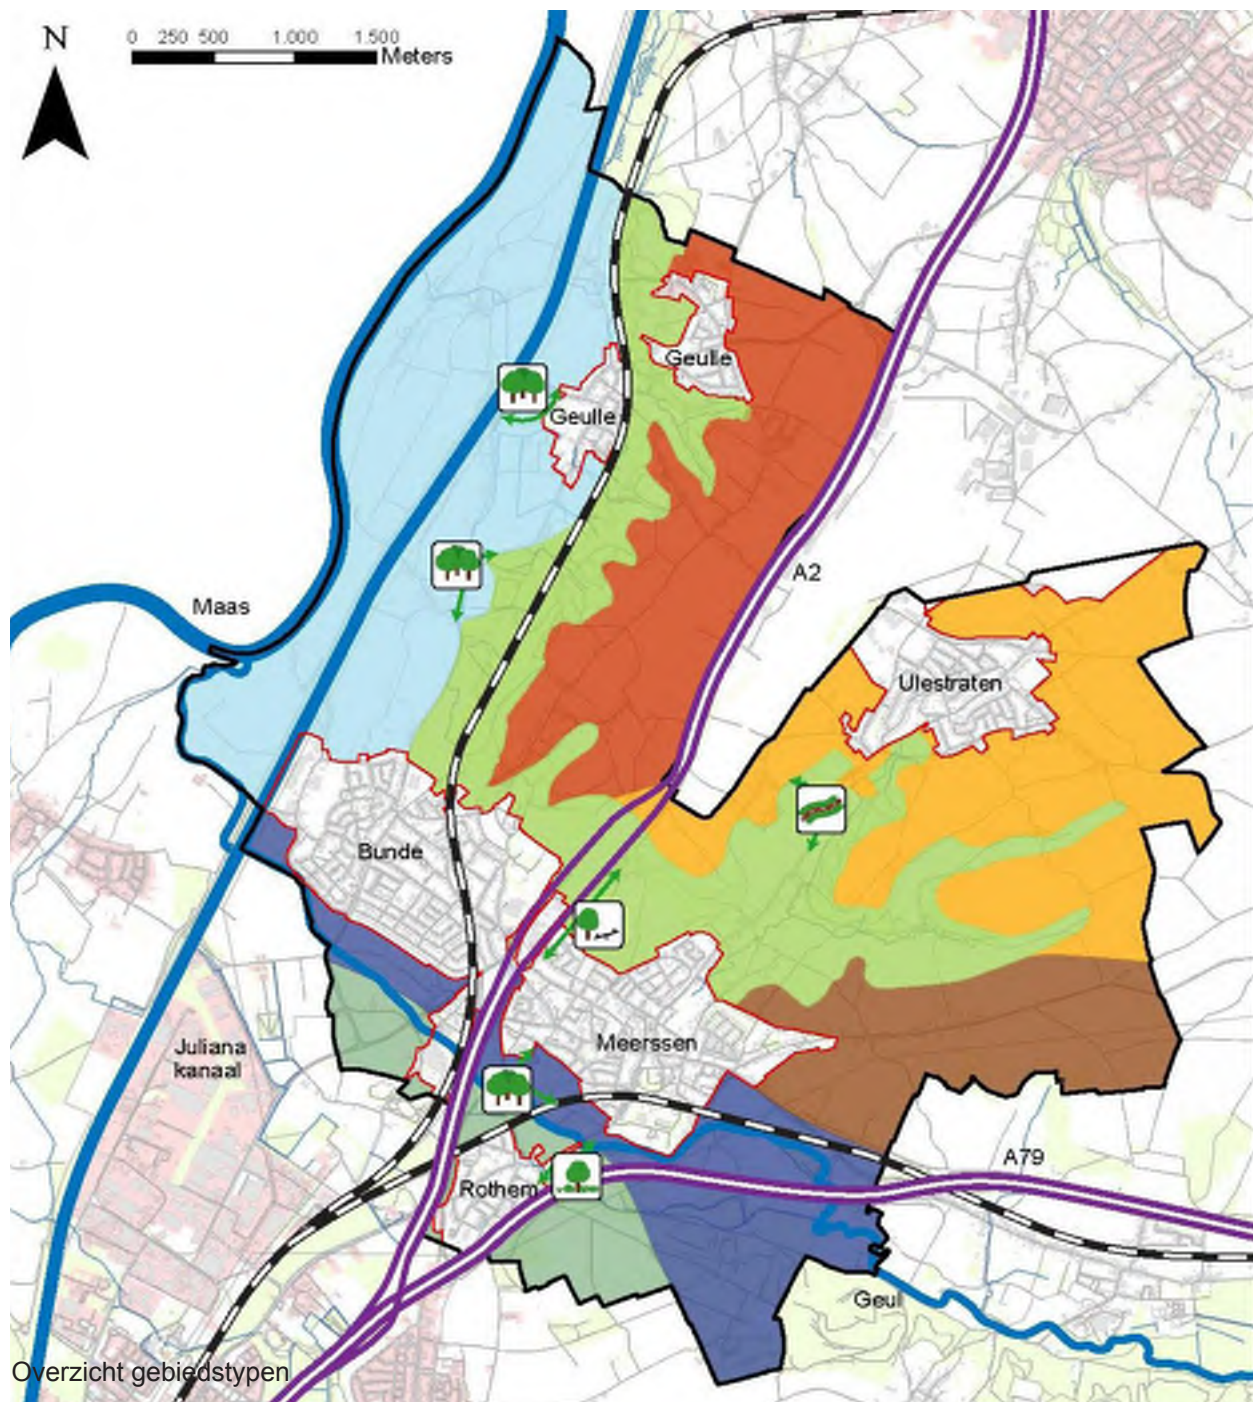 N
0 250 500 1.000 1.500
Meters
Geulle
Geulle
A2
Maas
Ulestraten
Bunde
Meerssen
Juliana
kanaal
A79
Rothem
Geul
Overzicht gebiedstypen